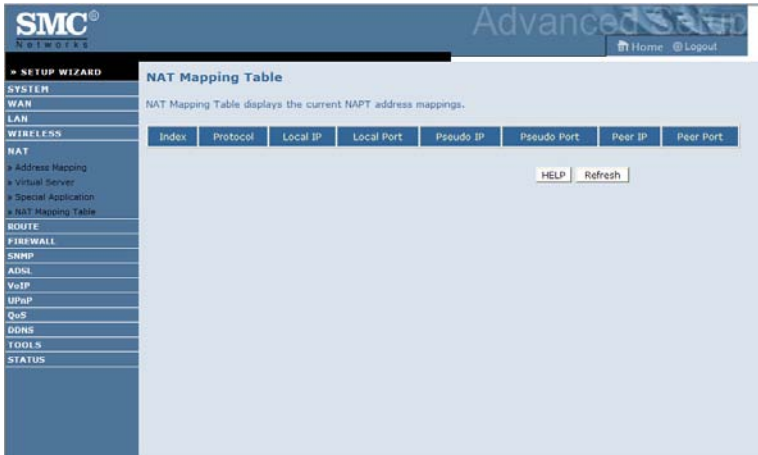 SMC®
Networks
Advanced Setup
Home Logout
» SETUP WIZARD
SYSTEM
WAN
LAN
WIRELESS
NAT
» Address Mapping
» Virtual Server
» Special Application
» NAT Mapping Table
ROUTE
FIREWALL
SNMP
ADSL
VoIP
UPnP
QoS
DDNS
TOOLS
STATUS
NAT Mapping Table
NAT Mapping Table displays the current NAPT address mappings.
Index Protocol Local IP Local Port Pseudo IP Pseudo Port Peer IP Peer Port
HELP Refresh